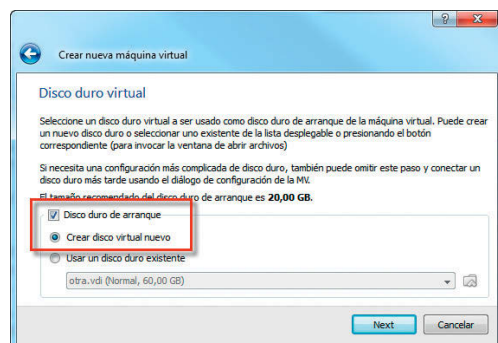 Crear nueva máquina virtual
Disco duro virtual
Seleccione un disco duro virtual a ser usado como disco de arranque de la máquina virtual. Puede crear
un nuevo disco duro o seleccionar uno existente de la lista desplegable o presionando el botón
correspondiente (para invocar la ventana de abrir archivos)
Si necesita una configuración más complicada de disco duro, también puede omitir este paso y conectar un
disco duro más tarde usando el diálogo de configuración de la MV.
El tamaño recomendado del disco duro de arranque es 20,00 GB.
Disco duro de arranque
Crear disco virtual nuevo
Usar un disco duro existente
otra.vdi (Normal, 60,00 GB)
Next Cancelar